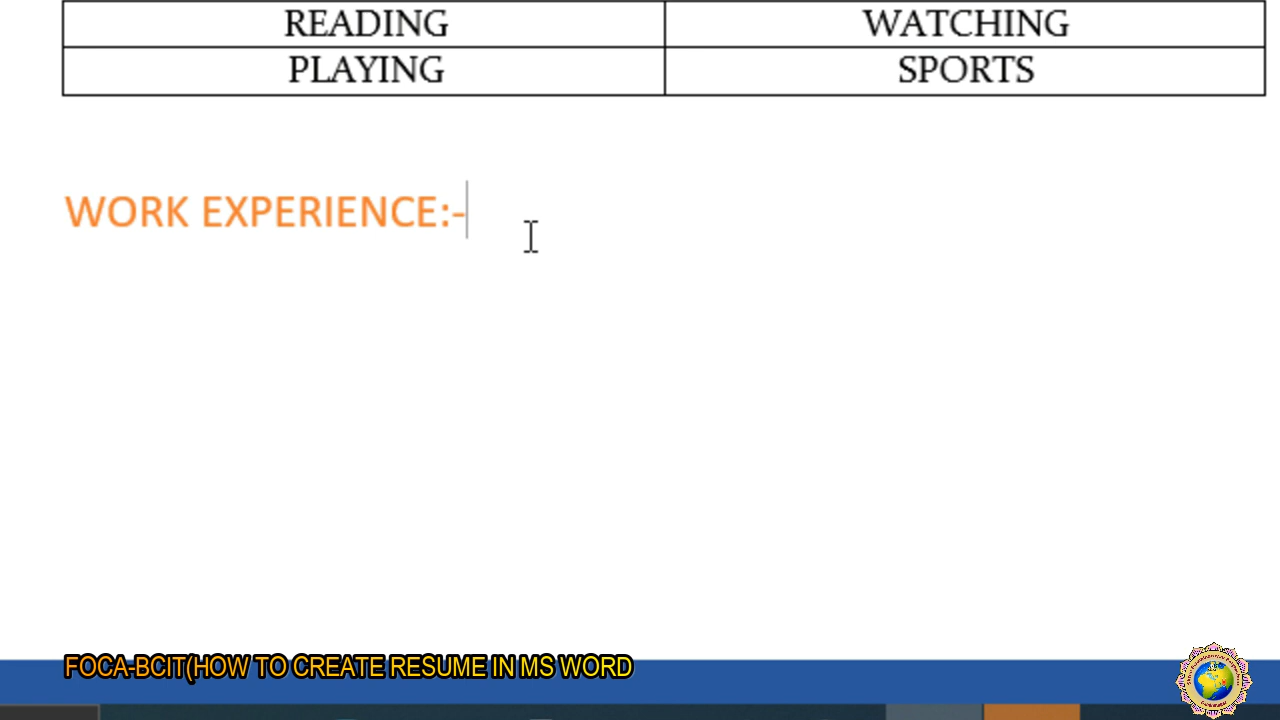 READING WATCHING
PLAYING SPORTS
WORK EXPERIENCE:-
FOCA-BCIT(HOW TO CREATE RESUME IN MS WORD